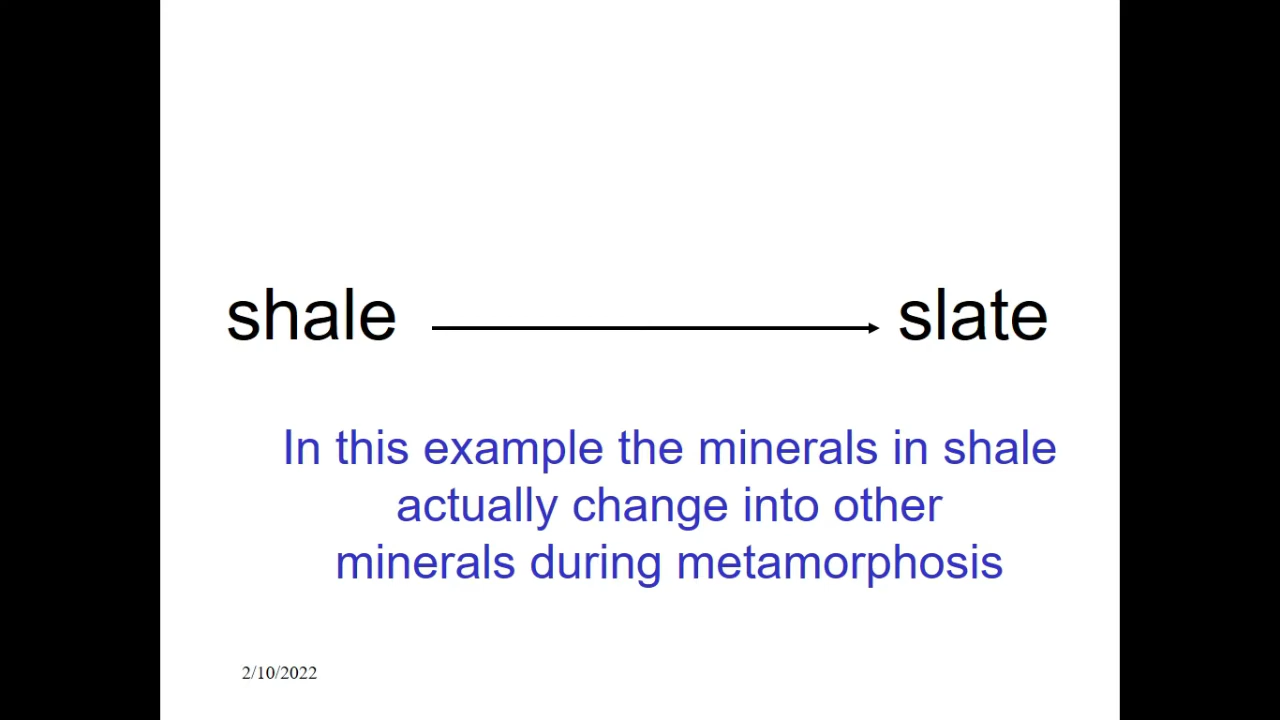 shale slate
In this example the minerals in shale
actually change into other
minerals during metamorphosis
2/10/2022